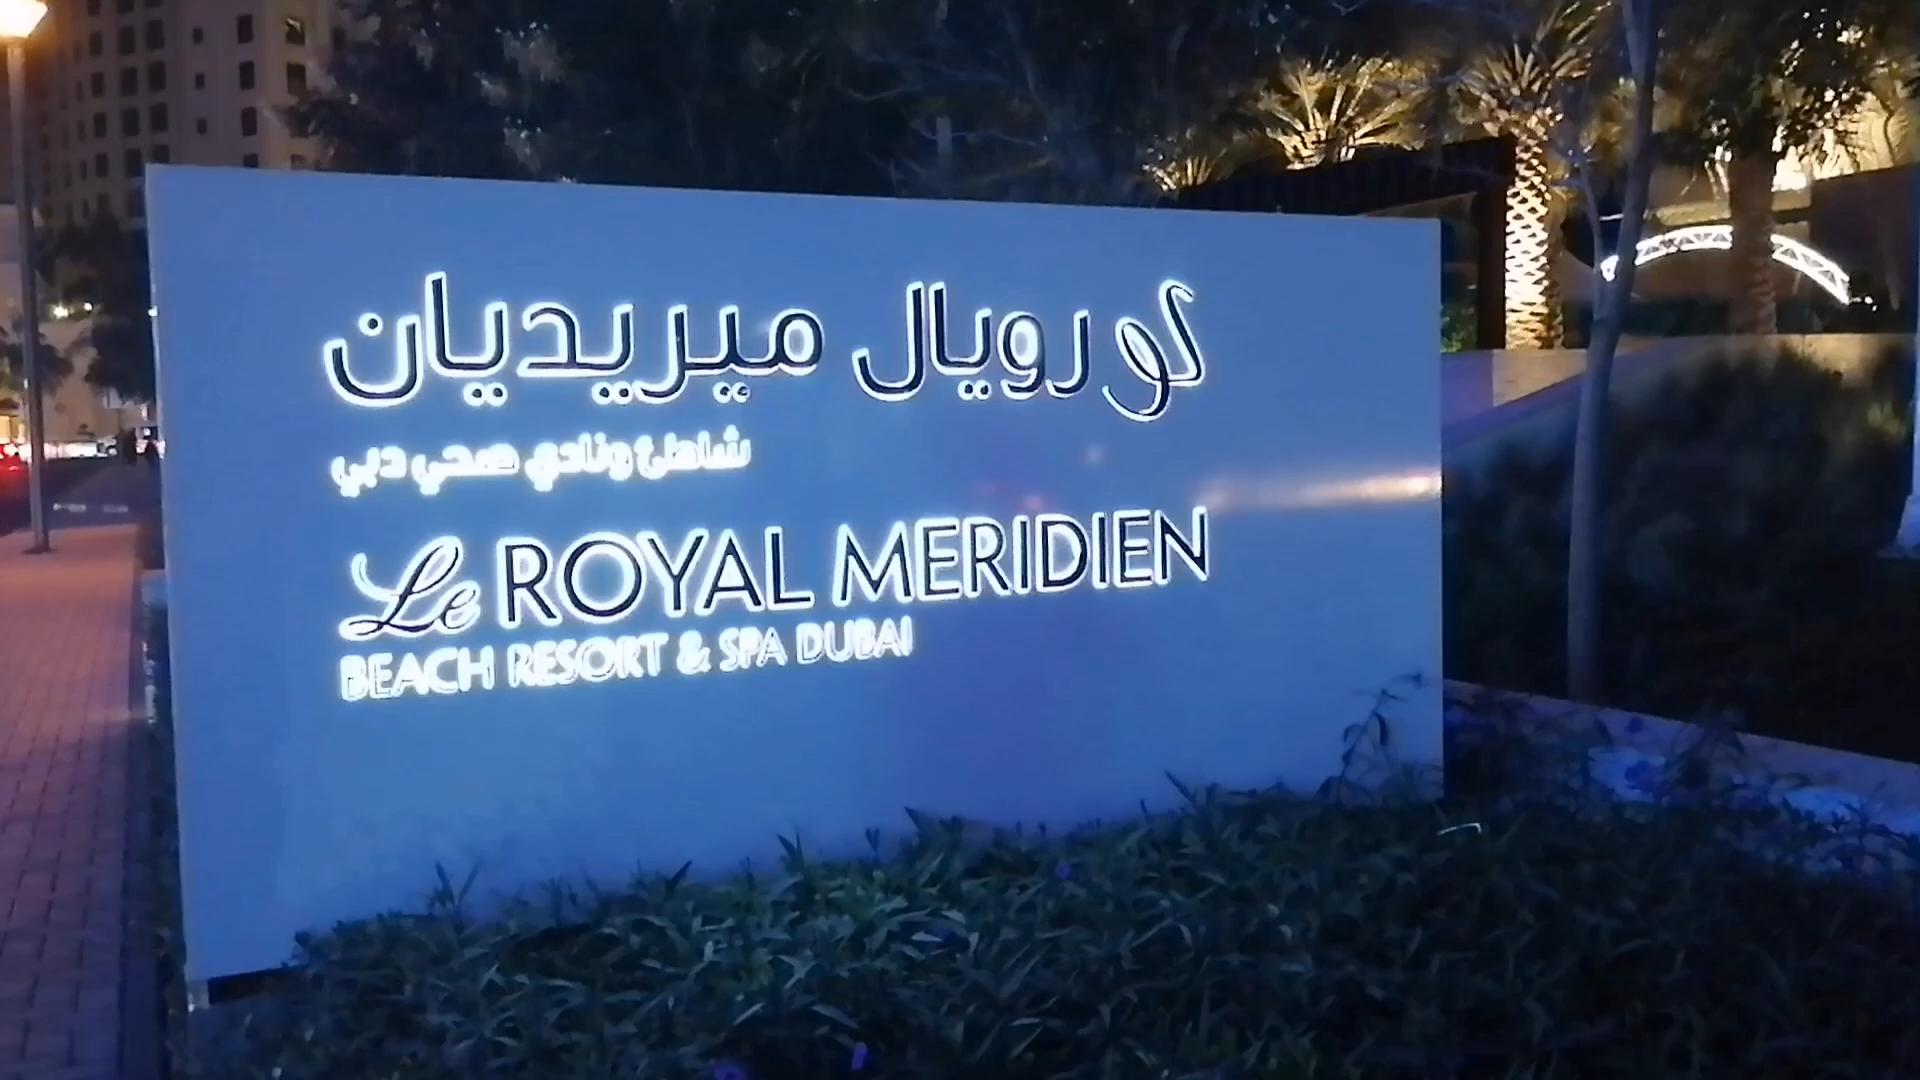 لو رويال ميريديان
شاطئ ونادي صحي دبي
Le ROYAL MERIDIEN
BEACH RESORT & SPA DUBAI